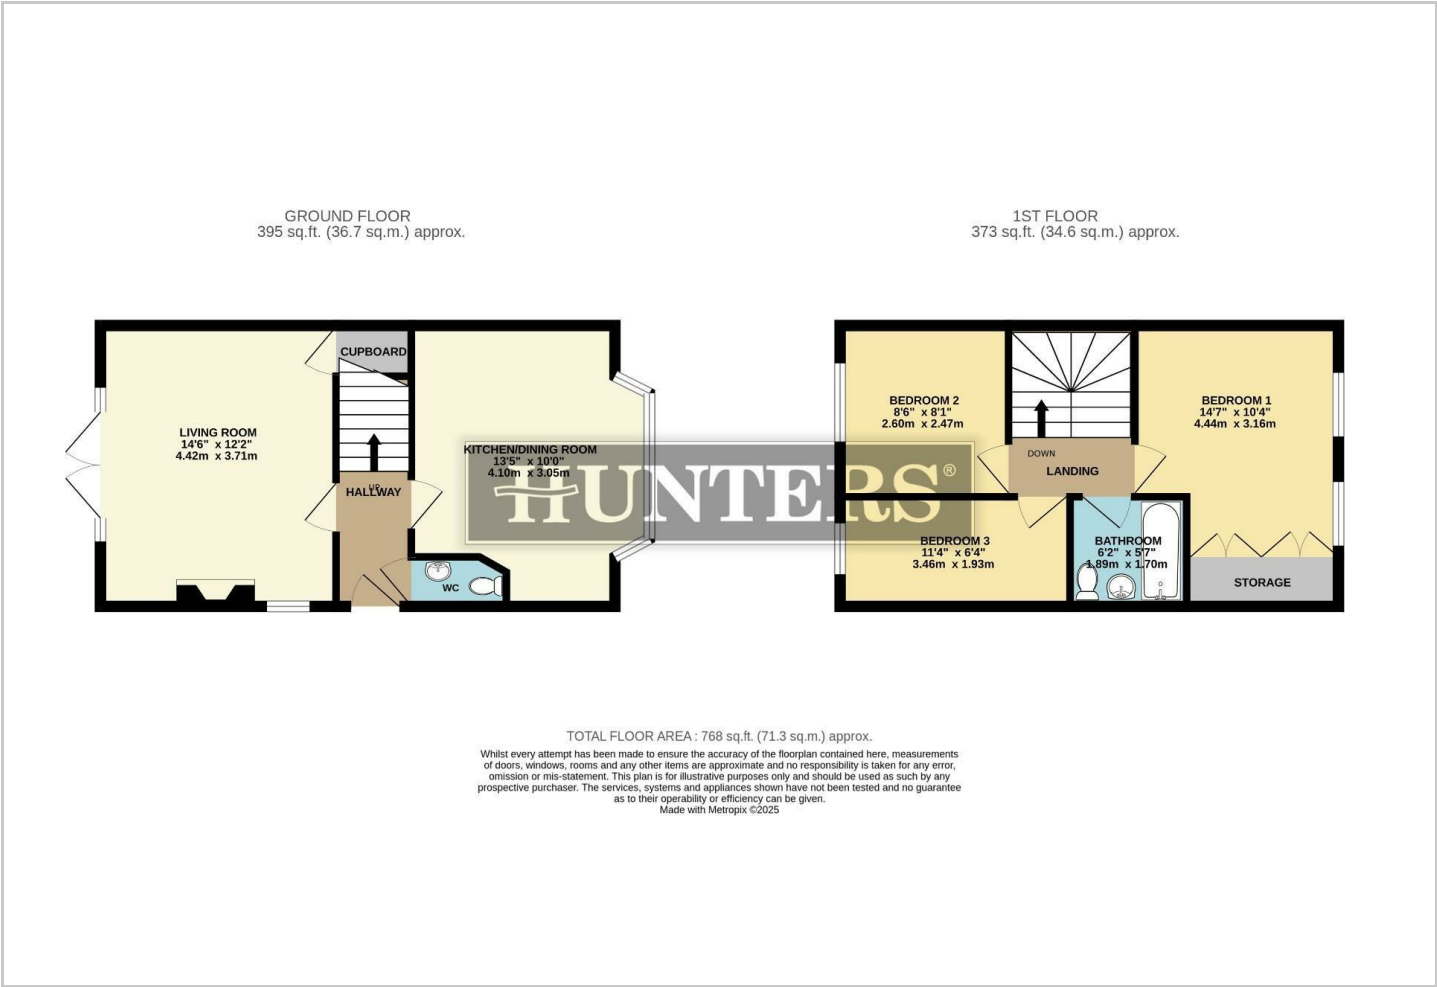 GROUND FLOOR
395 sq.ft. (36.7 sq.m.) approx.
1ST FLOOR
373 sq.ft. (34.6 sq.m.) approx.
CUPBOARD
LIVING ROOM
14'6" x 12'2"
4.42m x 3.71m
UP
HALLWAY
KITCHEN/DINING ROOM
13'5" x 10'0"
4.10m x 3.05m
WC
HUNTERS®
BEDROOM 2
8'6" x 8'1"
2.60m x 2.47m
BEDROOM 1
14'7" x 10'4"
4.44m x 3.16m
DOWN
LANDING
BEDROOM 3
11'4" x 6'4"
3.46m x 1.93m
BATHROOM
6'2" x 5'7"
1.89m x 1.70m
STORAGE
TOTAL FLOOR AREA : 768 sq.ft. (71.3 sq.m.) approx.
Whilst every attempt has been made to ensure the accuracy of the floorplan contained here, measurements
of doors, windows, rooms and any other items are approximate and no responsibility is taken for any error,
omission or mis-statement. This plan is for illustrative purposes only and should be used as such by any
prospective purchaser. The services, systems and appliances shown have not been tested and no guarantee
as to their operability or efficiency can be given.
Made with Metropix ©2025